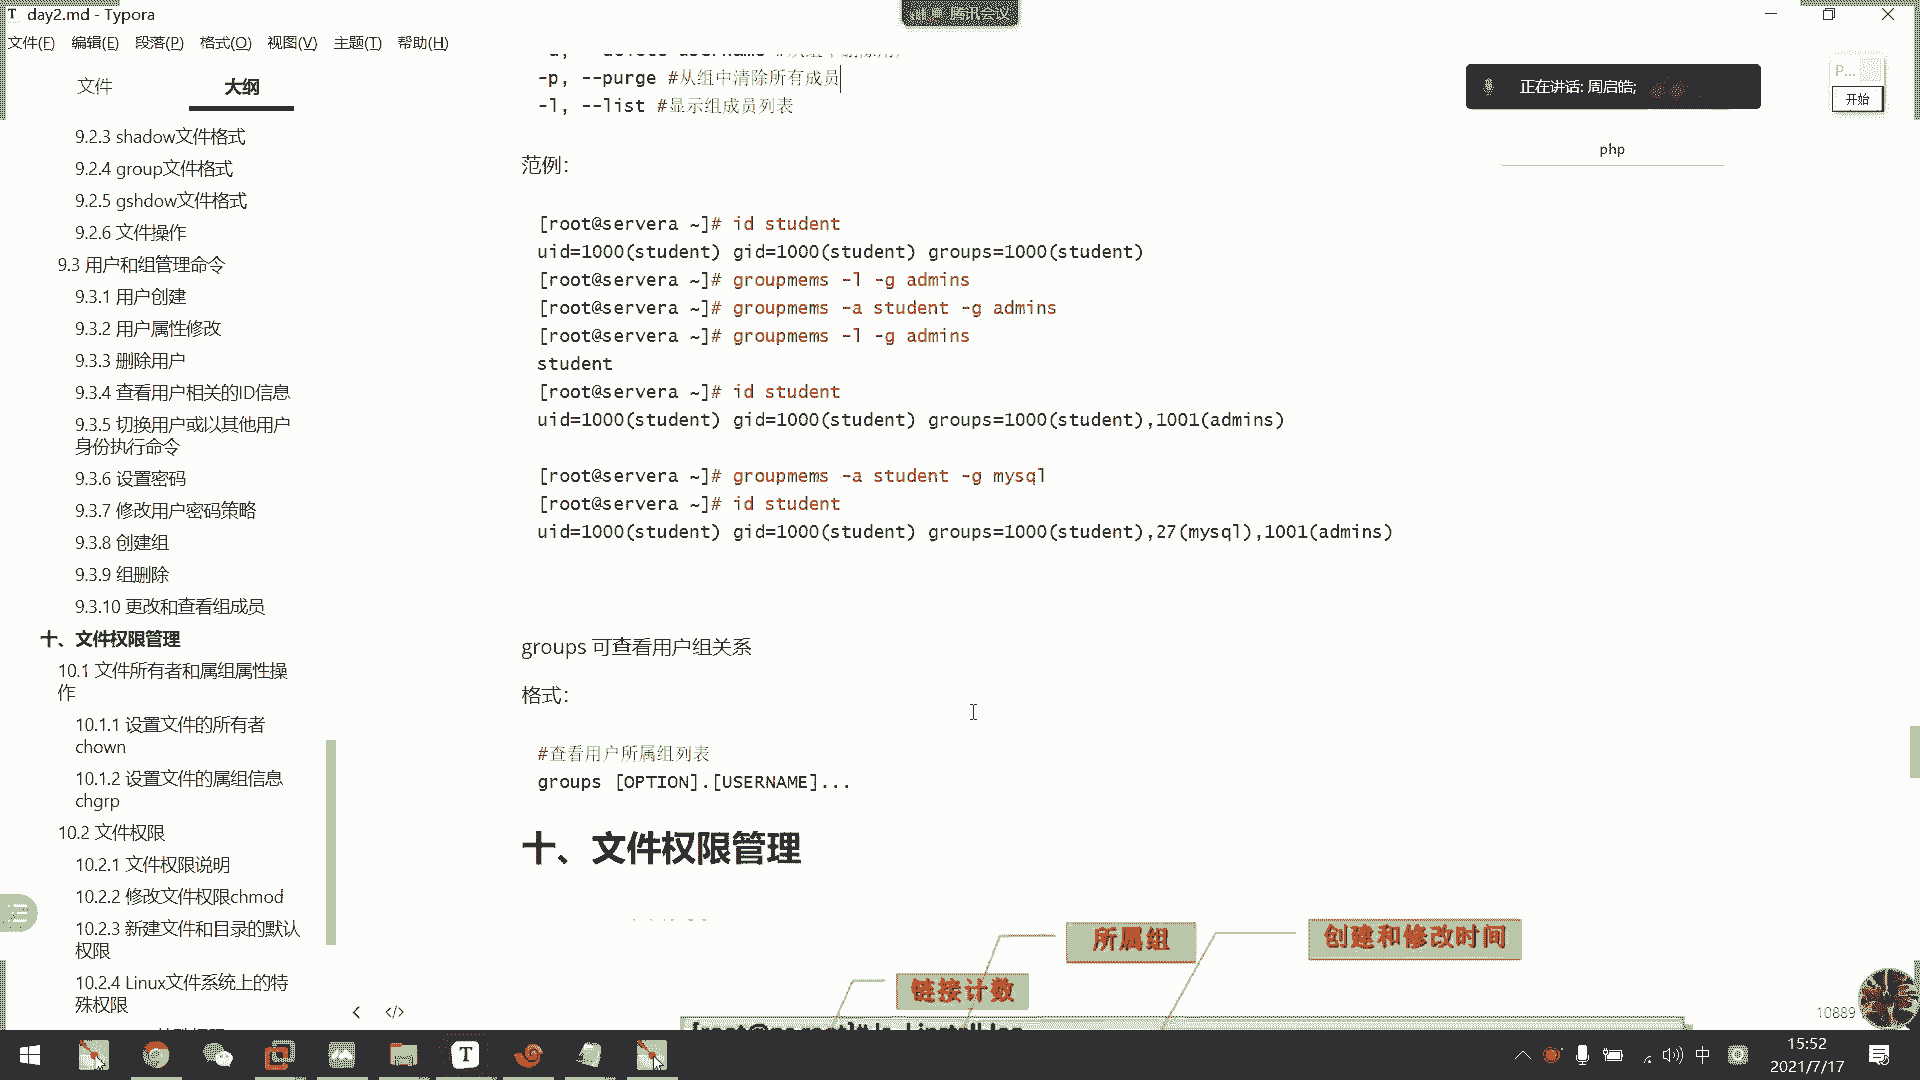 day2.md - Typora
腾讯会议
文件(F) 编辑(E) 段落(P) 格式(O) 视图(V) 主题(T) 帮助(H)
文件 大纲
9.2.3 shadow文件格式
9.2.4 group文件格式
9.2.5 gshdow文件格式
9.2.6 文件操作
9.3 用户和组管理命令
9.3.1 用户创建
9.3.2 用户属性修改
9.3.3 删除用户
9.3.4 查看用户相关的ID信息
9.3.5 切换用户或以其他用户
身份执行命令
9.3.6 设置密码
9.3.7 修改用户密码策略
9.3.8 创建组
9.3.9 组删除
9.3.10 更改和查看组成员
十、文件权限管理
10.1 文件所有者和属组属性操
作
10.1.1 设置文件的所有者
chown
10.1.2 设置文件的属组信息
chgrp
10.2 文件权限
10.2.1 文件权限说明
10.2.2 修改文件权限chmod
10.2.3 新建文件和目录的默认
权限
10.2.4 Linux文件系统上的特
殊权限
-p, --purge #从组中清除所有成员
-l, --list #显示组成员列表
范例：
[root@servera ~]# id student
uid=1000(student) gid=1000(student) groups=1000(student)
[root@servera ~]# groupmems -l -g admins
[root@servera ~]# groupmems -a student -g admins
[root@servera ~]# groupmems -l -g admins
student
[root@servera ~]# id student
uid=1000(student) gid=1000(student) groups=1000(student),1001(admins)
[root@servera ~]# groupmems -a student -g mysql
[root@servera ~]# id student
uid=1000(student) gid=1000(student) groups=1000(student),27(mysql),1001(admins)
groups 可查看用户组关系
格式：
#查看用户所属组列表
groups [OPTION].[USERNAME]...
十、文件权限管理
所属组
创建和修改时间
链接计数
正在讲话: 周启皓;
P...
开始
php
10889
中
15:52
2021/7/17